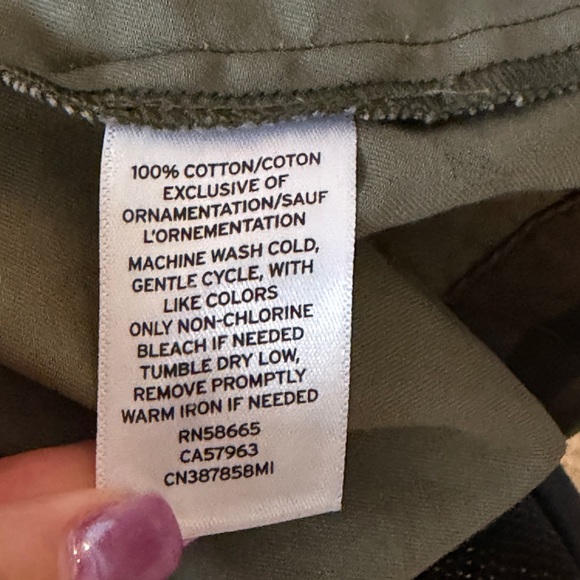 100% COTTON/COTON
EXCLUSIVE OF
ORNAMENTATION/SAUF
L'ORNEMENTATION
MACHINE WASH COLD,
GENTLE CYCLE, WITH
LIKE COLORS
ONLY NON-CHLORINE
BLEACH IF NEEDED
TUMBLE DRY LOW,
REMOVE PROMPTLY
WARM IRON IF NEEDED
RN58665
CA57963
CN387858MI